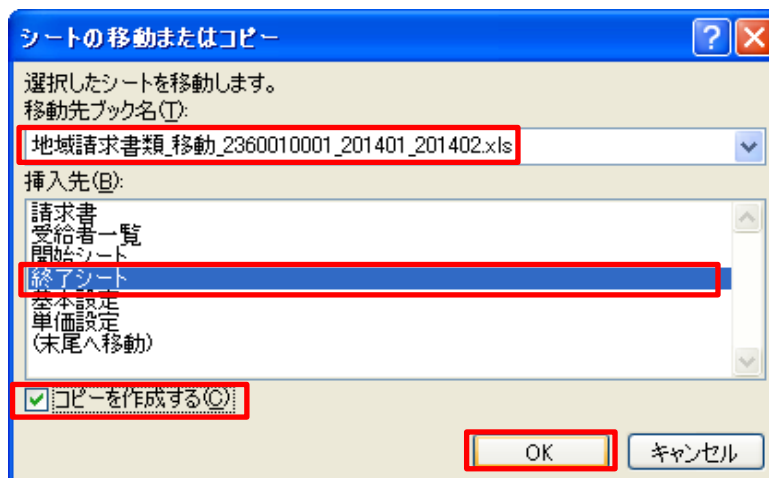 シートの移動またはコピー
選択したシートを移動します。
移動先ブック名(T):
地域請求書類_移動_2360010001_201401_201402.xls
挿入先(B):
請求書
受給者一覧
開始シート
終了シート
基本設定
単価設定
(末尾へ移動)
コピーを作成する(C)
OK
キャンセル